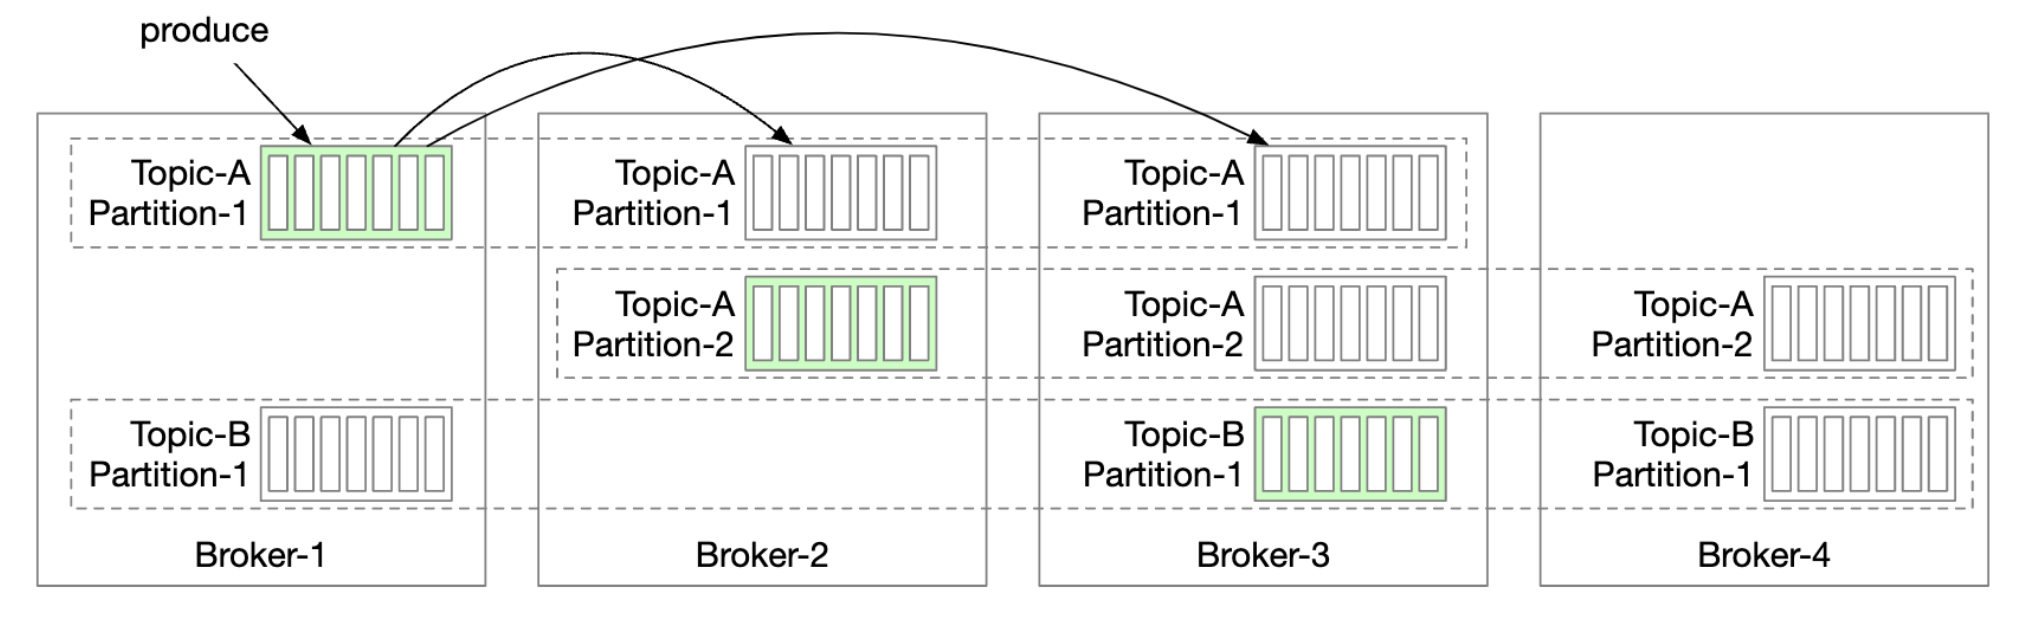 produce
Topic-A
Partition-1
Topic-A
Partition-1
Topic-A
Partition-1
Topic-A
Partition-2
Topic-A
Partition-2
Topic-A
Partition-2
Topic-B
Partition-1
Topic-B
Partition-1
Topic-B
Partition-1
Broker-1
Broker-2
Broker-3
Broker-4